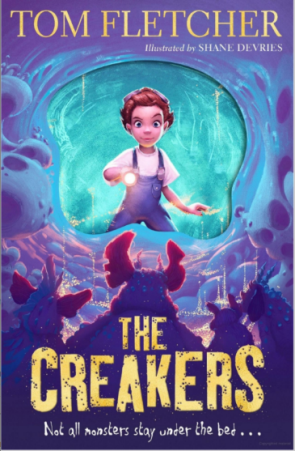 TOM FLETCHER
Illustrated by SHANE DEVRIES
THE
CREAKERS
Not all monsters stay under the bed...